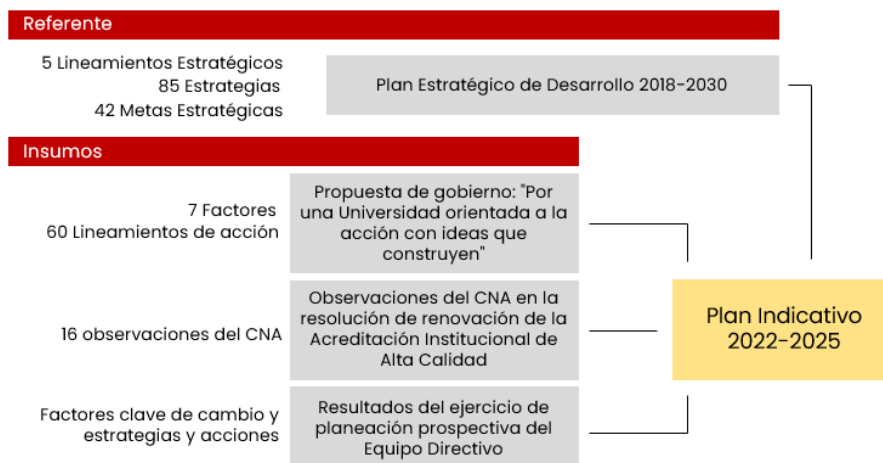 Referente
5 Lineamientos Estratégicos
85 Estrategias
42 Metas Estratégicas
Plan Estratégico de Desarrollo 2018-2030
Insumos
7 Factores
60 Lineamientos de acción
Propuesta de gobierno: "Por
una Universidad orientada a la
acción con ideas que
construyen"
16 observaciones del CNA
Observaciones del CNA en la
resolución de renovación de la
Acreditación Institucional de
Alta Calidad
Factores clave de cambio y
estrategias y acciones
Resultados del ejercicio de
planeación prospectiva del
Equipo Directivo
Plan Indicativo
2022-2025